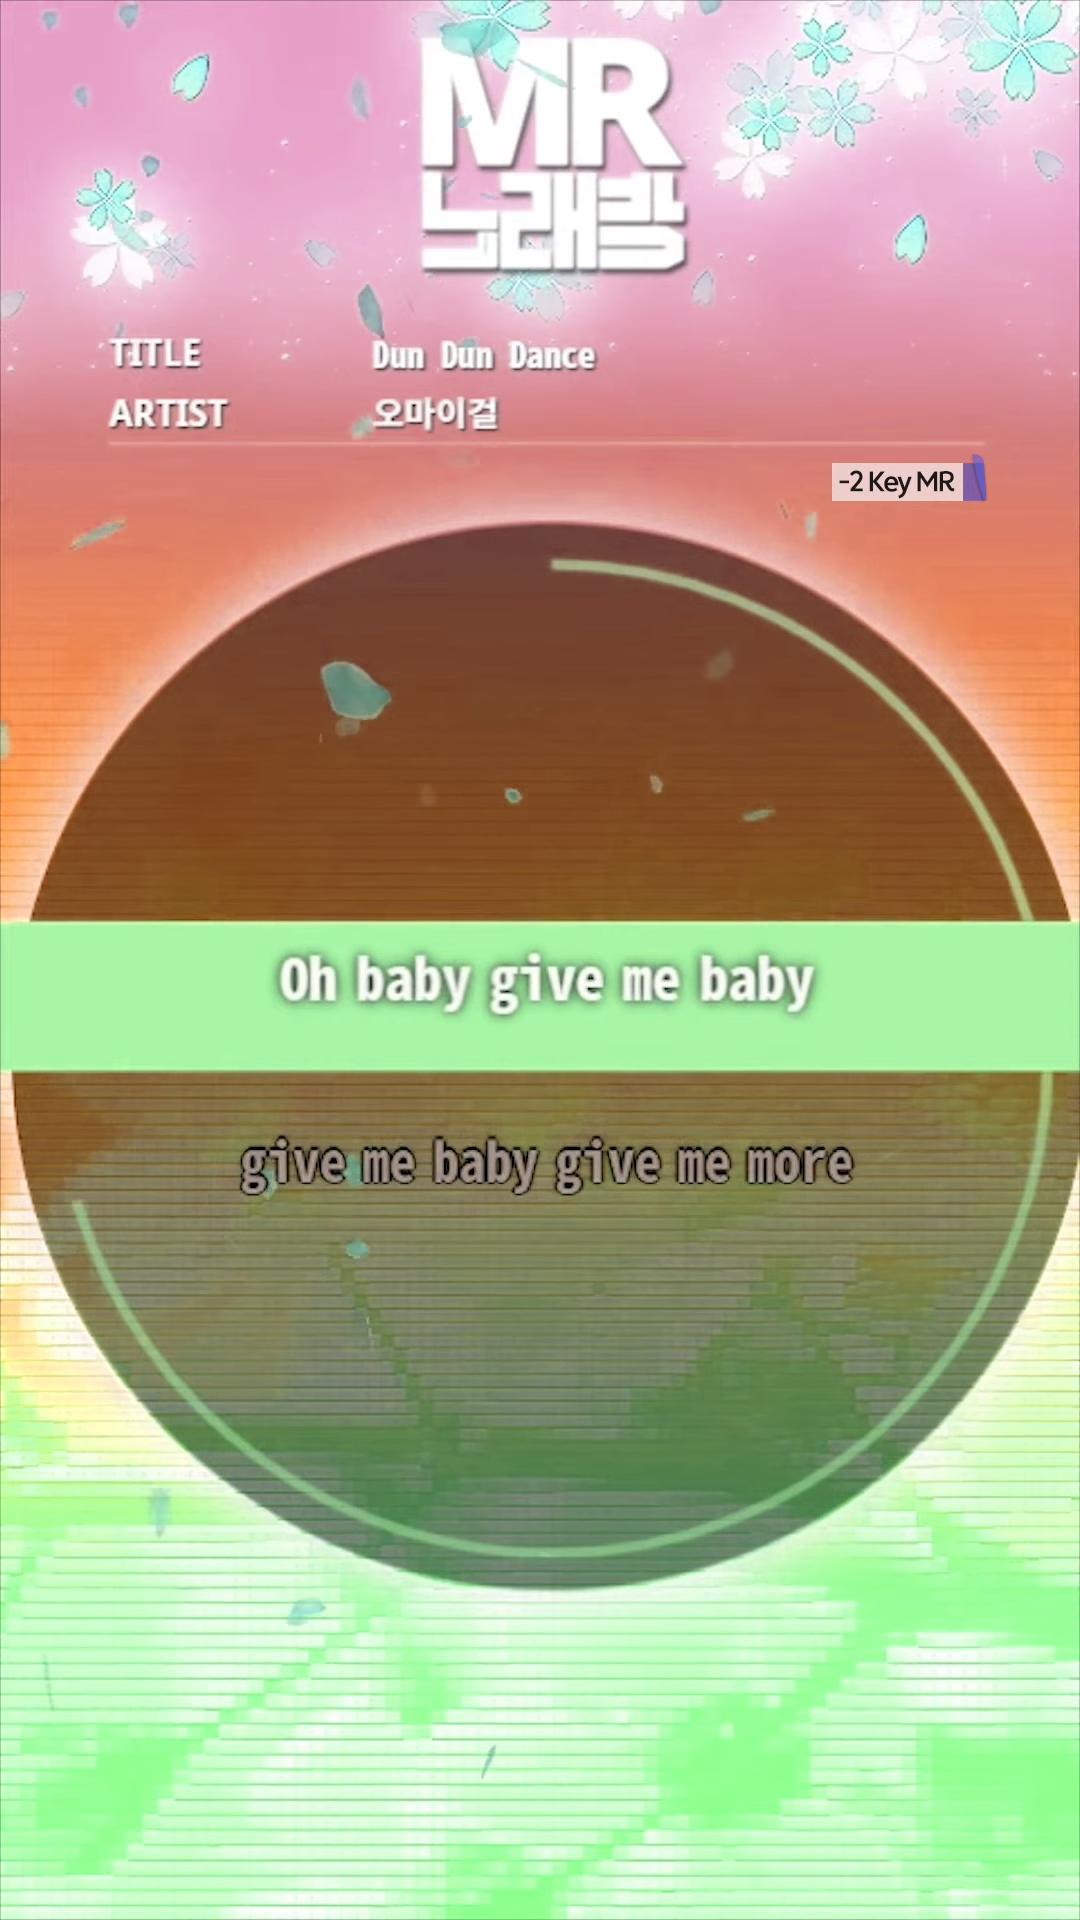 MR
노래방
TITLE Dun Dun Dance
ARTIST 오마이걸
-2 Key MR
Oh baby give me baby
give me baby give me more